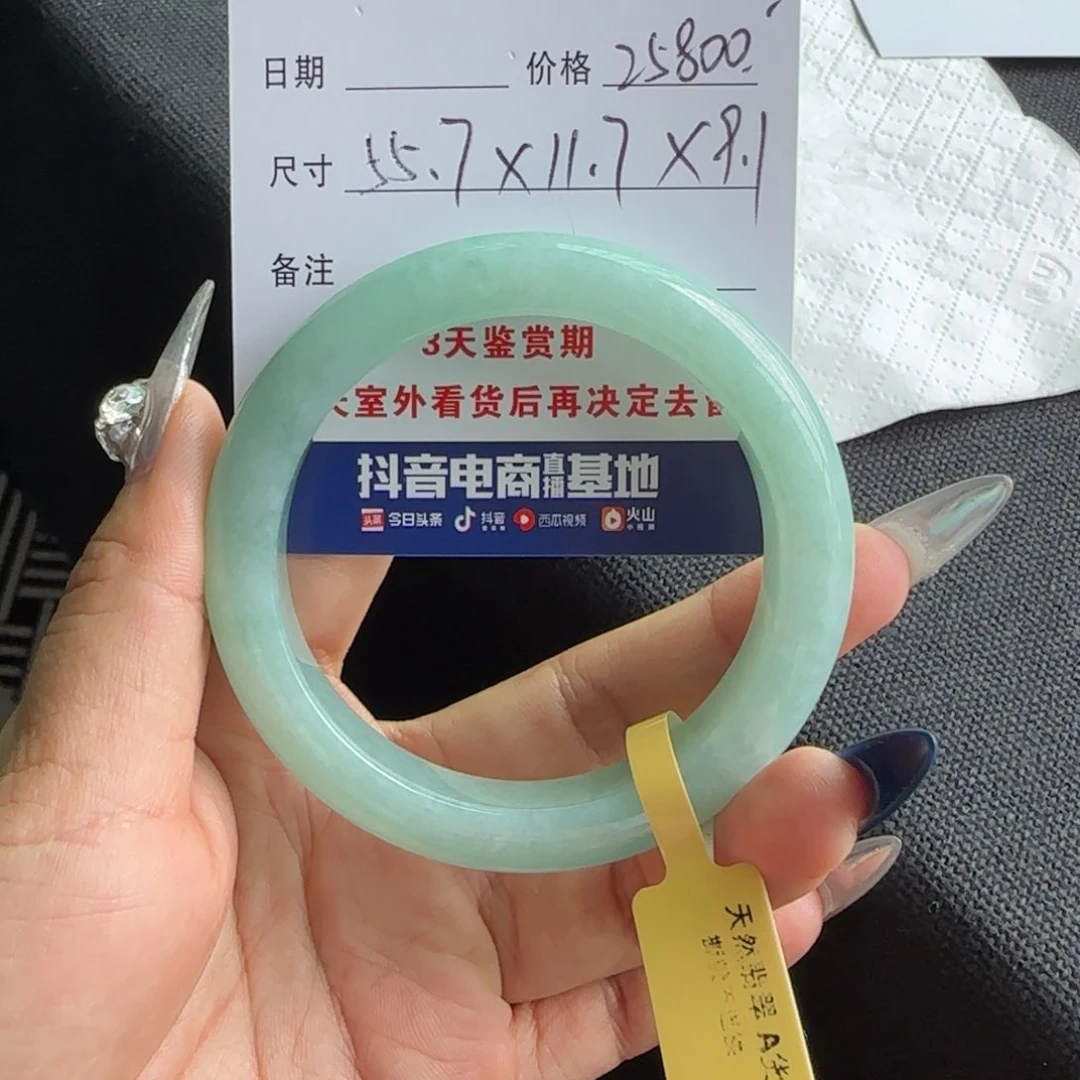 日期 价格 25800
尺寸 55.7×11.7×9.1
备注
3天鉴赏期
室外看货后再决定去
抖音电商直播基地
头条 今日头条 抖音 西瓜视频 火山
天然翡翠 A货